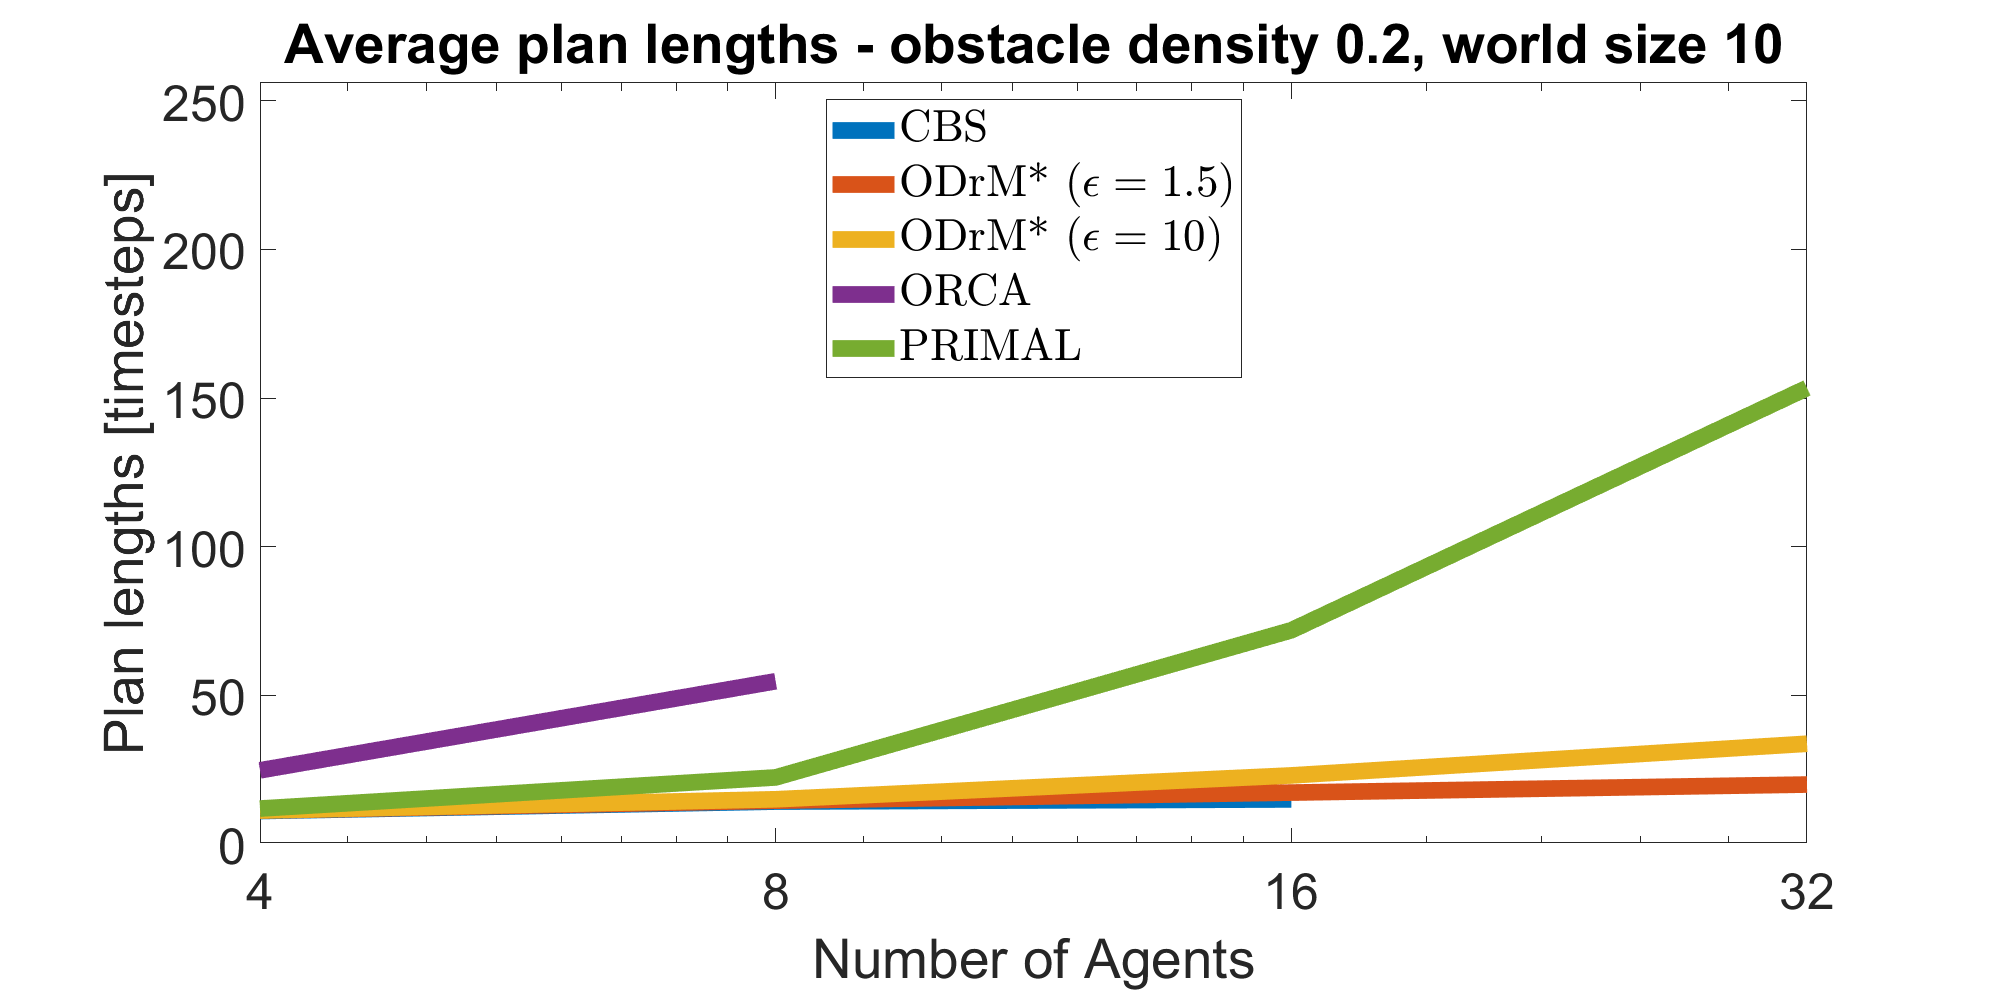 Average plan lengths - obstacle density 0.2, world size 10
250
200
150
100
50
0
Plan lengths [timesteps]
CBS
ODrM* (ϵ = 1.5)
ODrM* (ϵ = 10)
ORCA
PRIMAL
4 8 16 32
Number of Agents